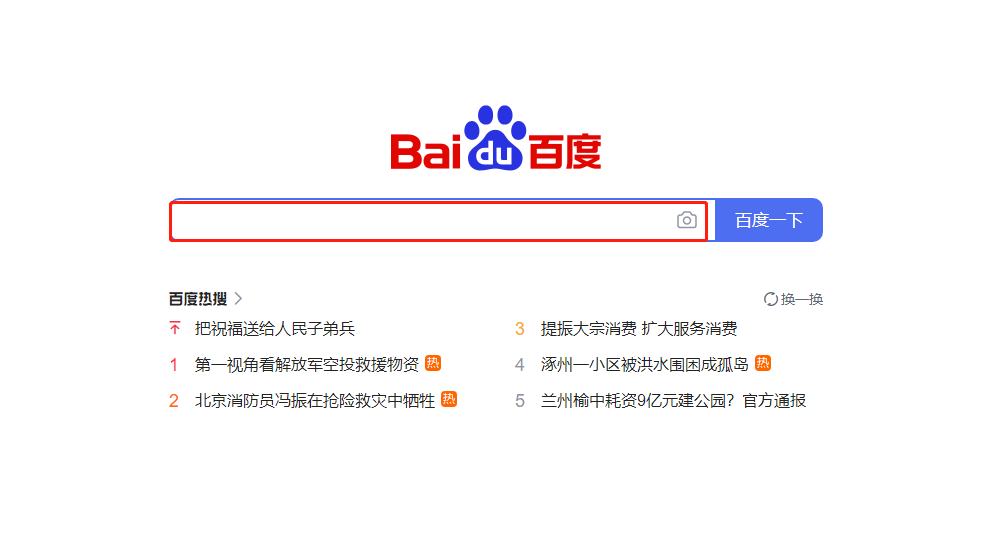 Baidu百度
百度一下
百度热搜
换一换
把祝福送给人民子弟兵
1 第一视角看解放军空投救援物资 热
2 北京消防员冯振在抢险救灾中牺牲 热
3 提振大宗消费 扩大服务消费
4 涿州一小区被洪水围困成孤岛 热
5 兰州榆中耗资9亿元建公园？官方通报